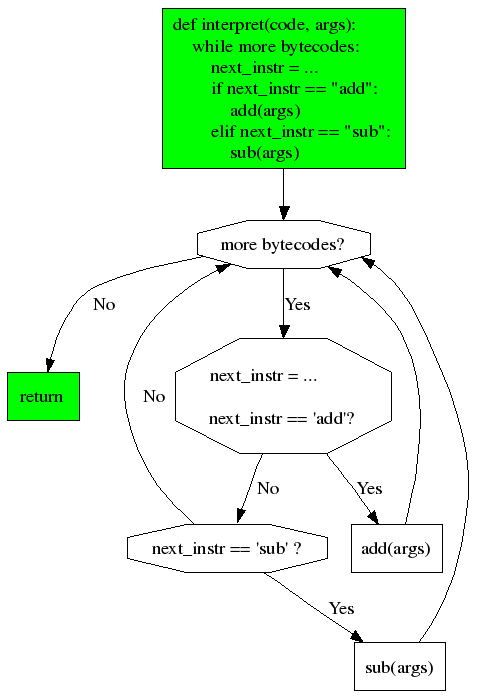 def interpret(code, args):
while more bytecodes:
next_instr = ...
if next_instr == "add":
add(args)
elif next_instr == "sub":
sub(args)
more bytecodes?
No
Yes
return
No
next_instr = ...
next_instr == 'add'?
No
Yes
next_instr == 'sub' ?
add(args)
Yes
sub(args)